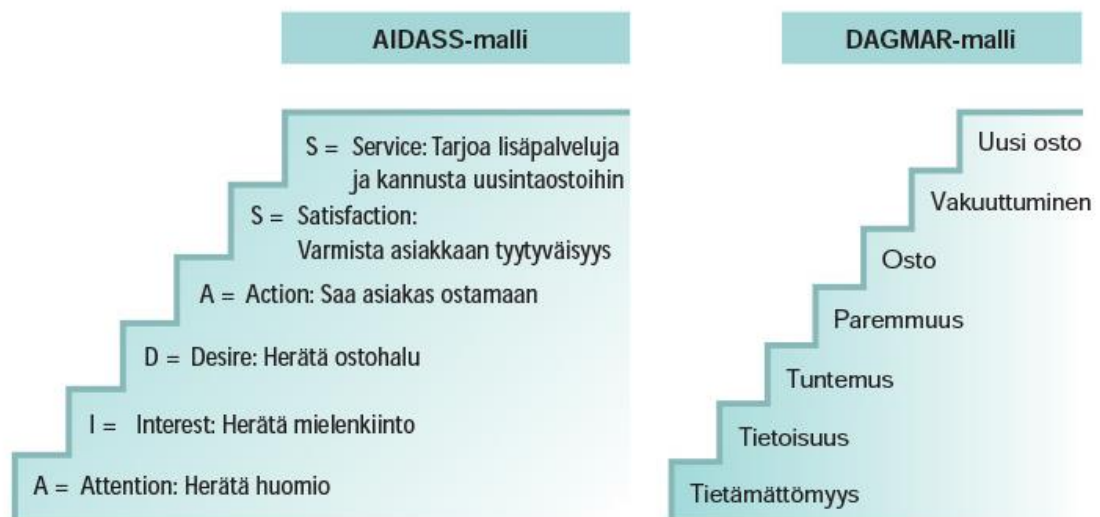 AIDASS-malli
S = Service: Tarjoa lisäpalveluja
ja kannusta uusintaostoihin
S = Satisfaction:
Varmista asiakkaan tyytyväisyys
A = Action: Saa asiakas ostamaan
D = Desire: Herätä ostohalu
I = Interest: Herätä mielenkiinto
A = Attention: Herätä huomio
DAGMAR-malli
Uusi osto
Vakuuttuminen
Osto
Paremmuus
Tuntemus
Tietoisuus
Tietämättömyys